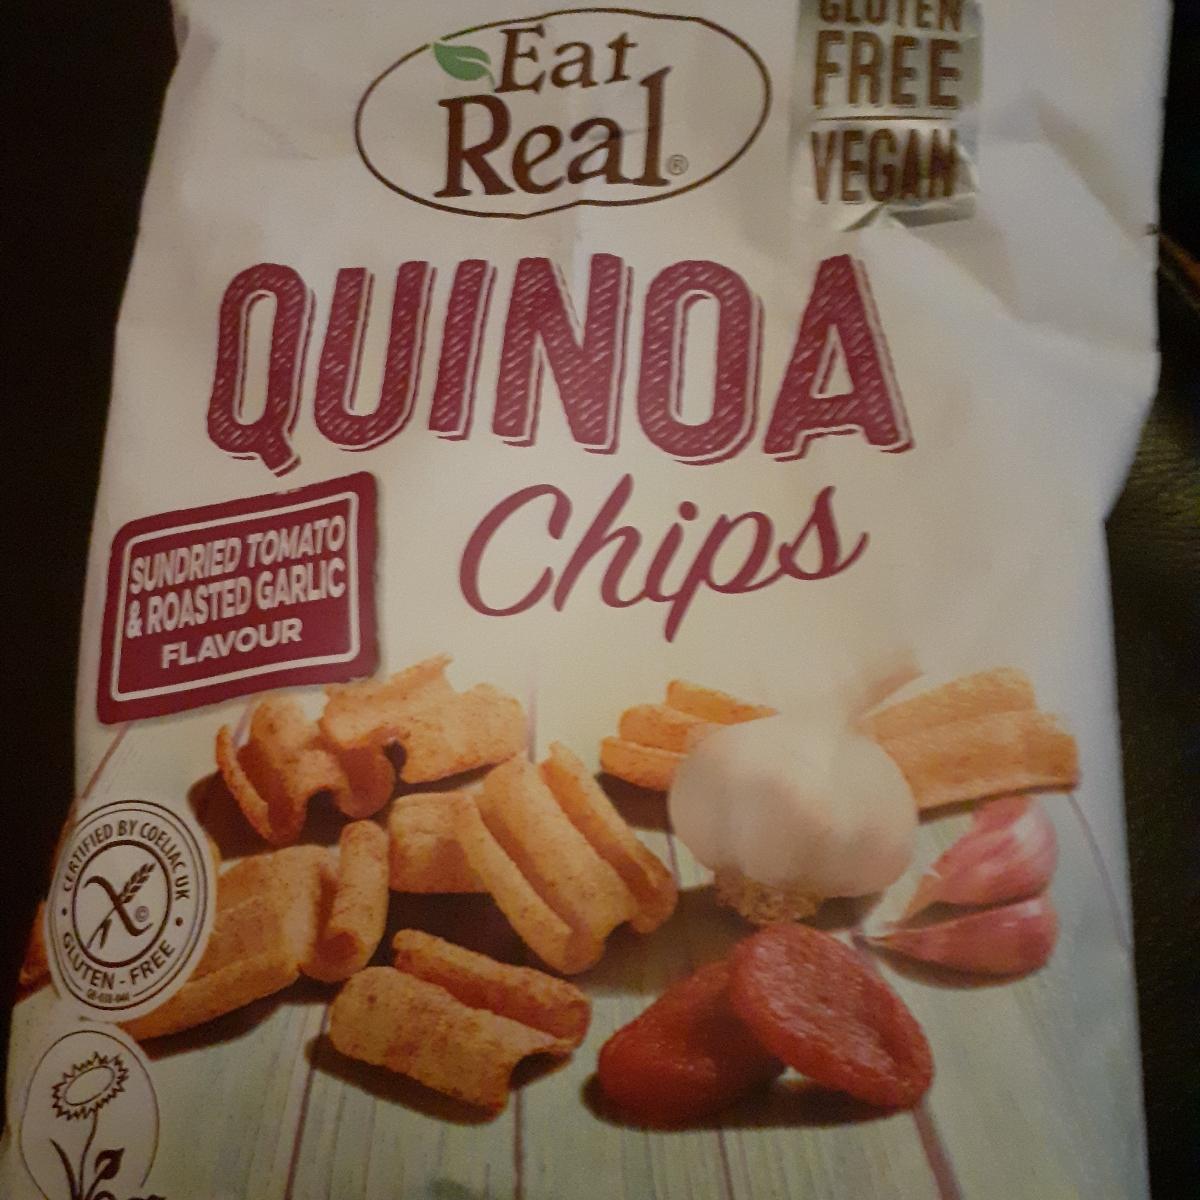 Eat
Real®
GLUTEN
FREE
VEGAN
QUINOA
Chips
SUNDRIED TOMATO
& ROASTED GARLIC
FLAVOUR
CERTIFIED BY COELIAC UK
©
GLUTEN-FREE